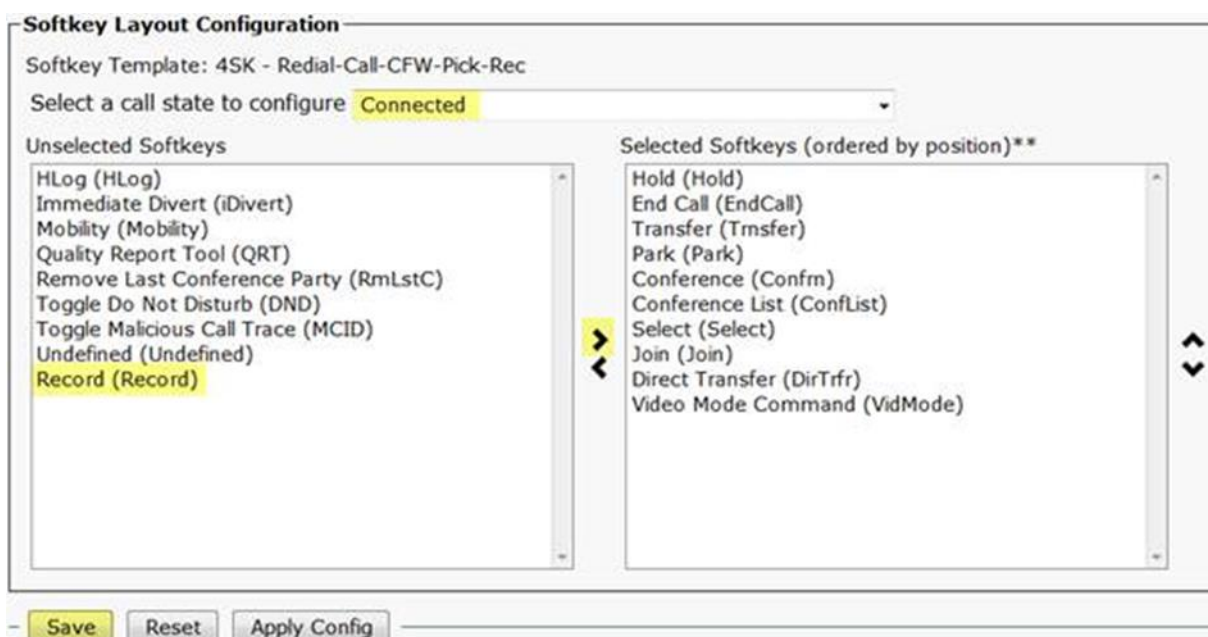 Softkey Layout Configuration
Softkey Template: 4SK - Redial-Call-CFW-Pick-Rec
Select a call state to configure Connected
Unselected Softkeys
HLog (HLog)
Immediate Divert (iDivert)
Mobility (Mobility)
Quality Report Tool (QRT)
Remove Last Conference Party (RmLstC)
Toggle Do Not Disturb (DND)
Toggle Malicious Call Trace (MCID)
Undefined (Undefined)
Record (Record)
Selected Softkeys (ordered by position)**
Hold (Hold)
End Call (EndCall)
Transfer (Trnsfer)
Park (Park)
Conference (Confrn)
Conference List (ConfList)
Select (Select)
Join (Join)
Direct Transfer (DirTrfr)
Video Mode Command (VidMode)
Save Reset Apply Config